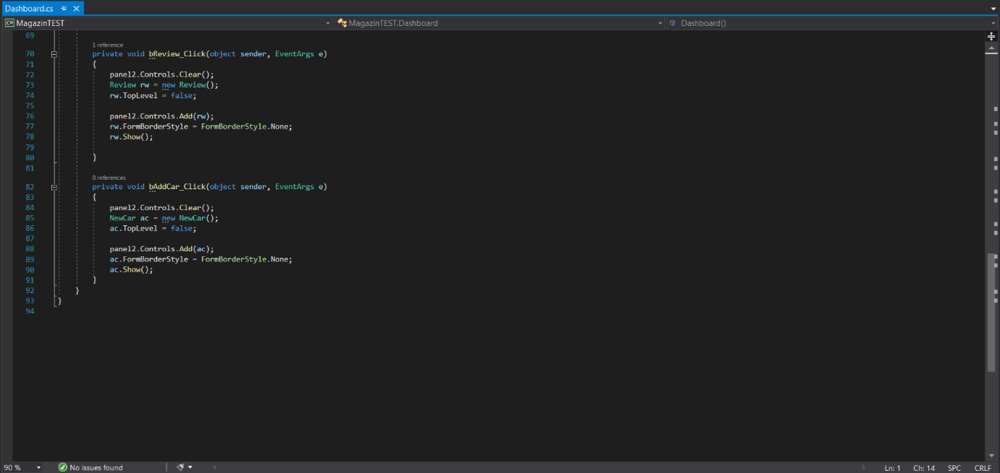 Dashboard.cs
MagazinTEST MagazinTEST.Dashboard Dashboard()
69
1 reference
70 private void bReview_Click(object sender, EventArgs e)
71 {
72 panel2.Controls.Clear();
73 Review rw = new Review();
74 rw.TopLevel = false;
75
76 panel2.Controls.Add(rw);
77 rw.FormBorderStyle = FormBorderStyle.None;
78 rw.Show();
79
80 }
81
0 references
82 private void bAddCar_Click(object sender, EventArgs e)
83 {
84 panel2.Controls.Clear();
85 NewCar ac = new NewCar();
86 ac.TopLevel = false;
87
88 panel2.Controls.Add(ac);
89 ac.FormBorderStyle = FormBorderStyle.None;
90 ac.Show();
91 }
92 }
93 }
94
90 % No issues found Ln: 1 Ch: 14 SPC CRLF